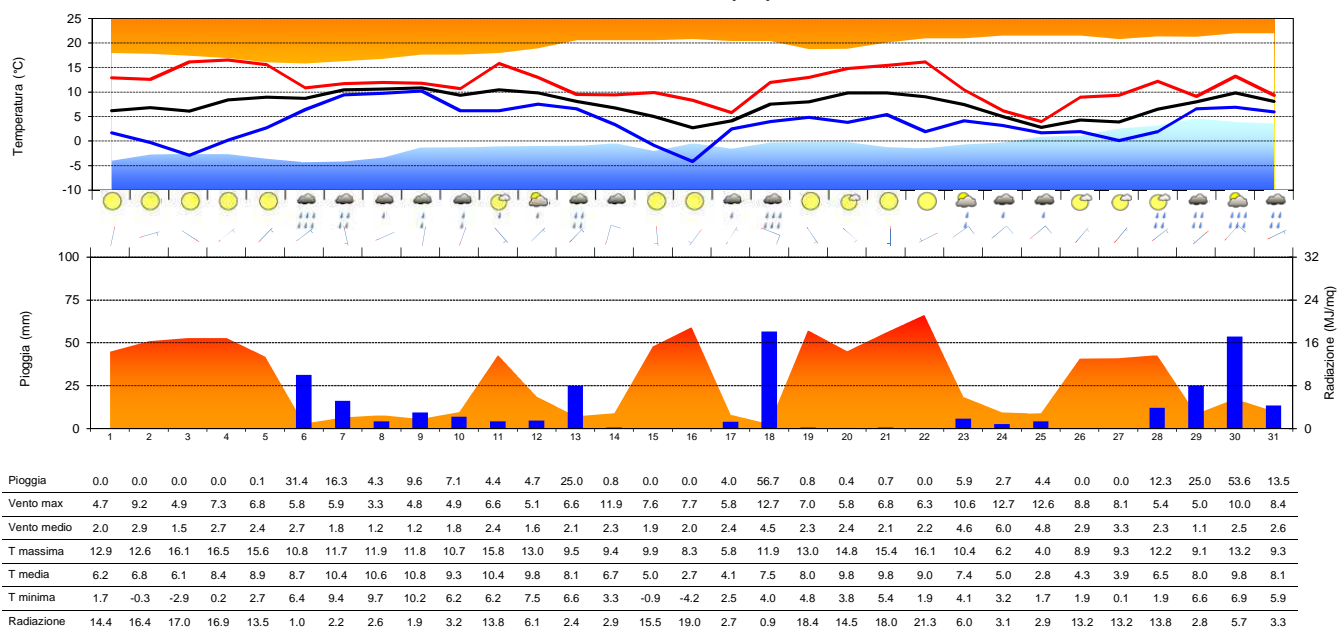 25
20
15
10
5
0
-5
-10
Temperatura (°C)
100
75
50
25
0
Pioggia (mm)
32
24
16
8
0
Radiazione (MJ/mq)
1 2 3 4 5 6 7 8 9 10 11 12 13 14 15 16 17 18 19 20 21 22 23 24 25 26 27 28 29 30 31
Pioggia 0.0 0.0 0.0 0.0 0.1 31.4 16.3 4.3 9.6 7.1 4.4 4.7 25.0 0.8 0.0 0.0 4.0 56.7 0.8 0.4 0.7 0.0 5.9 2.7 4.4 0.0 0.0 12.3 25.0 53.6 13.5
Vento max 4.7 9.2 4.9 7.3 6.8 5.8 5.9 3.3 4.8 4.9 6.6 5.1 6.6 11.9 7.6 7.7 5.8 12.7 7.0 5.8 6.8 6.3 10.6 12.7 12.6 8.8 8.1 5.4 5.0 10.0 8.4
Vento medio 2.0 2.9 1.5 2.7 2.4 2.7 1.8 1.2 1.2 1.8 2.4 1.6 2.1 2.3 1.9 2.0 2.4 4.5 2.3 2.4 2.1 2.2 4.6 6.0 4.8 2.9 3.3 2.3 1.1 2.5 2.6
T massima 12.9 12.6 16.1 16.5 15.6 10.8 11.7 11.9 11.8 10.7 15.8 13.0 9.5 9.4 9.9 8.3 5.8 11.9 13.0 14.8 15.4 16.1 10.4 6.2 4.0 8.9 9.3 12.2 9.1 13.2 9.3
T media 6.2 6.8 6.1 8.4 8.9 8.7 10.4 10.6 10.8 9.3 10.4 9.8 8.1 6.7 5.0 2.7 4.1 7.5 8.0 9.8 9.8 9.0 7.4 5.0 2.8 4.3 3.9 6.5 8.0 9.8 8.1
T minima 1.7 -0.3 -2.9 0.2 2.7 6.4 9.4 9.7 10.2 6.2 6.2 7.5 6.6 3.3 -0.9 -4.2 2.5 4.0 4.8 3.8 5.4 1.9 4.1 3.2 1.7 1.9 0.1 1.9 6.6 6.9 5.9
Radiazione 14.4 16.4 17.0 16.9 13.5 1.0 2.2 2.6 1.9 3.2 13.8 6.1 2.4 2.9 15.5 19.0 2.7 0.9 18.4 14.5 18.0 21.3 6.0 3.1 2.9 13.2 13.2 13.8 2.8 5.7 3.3